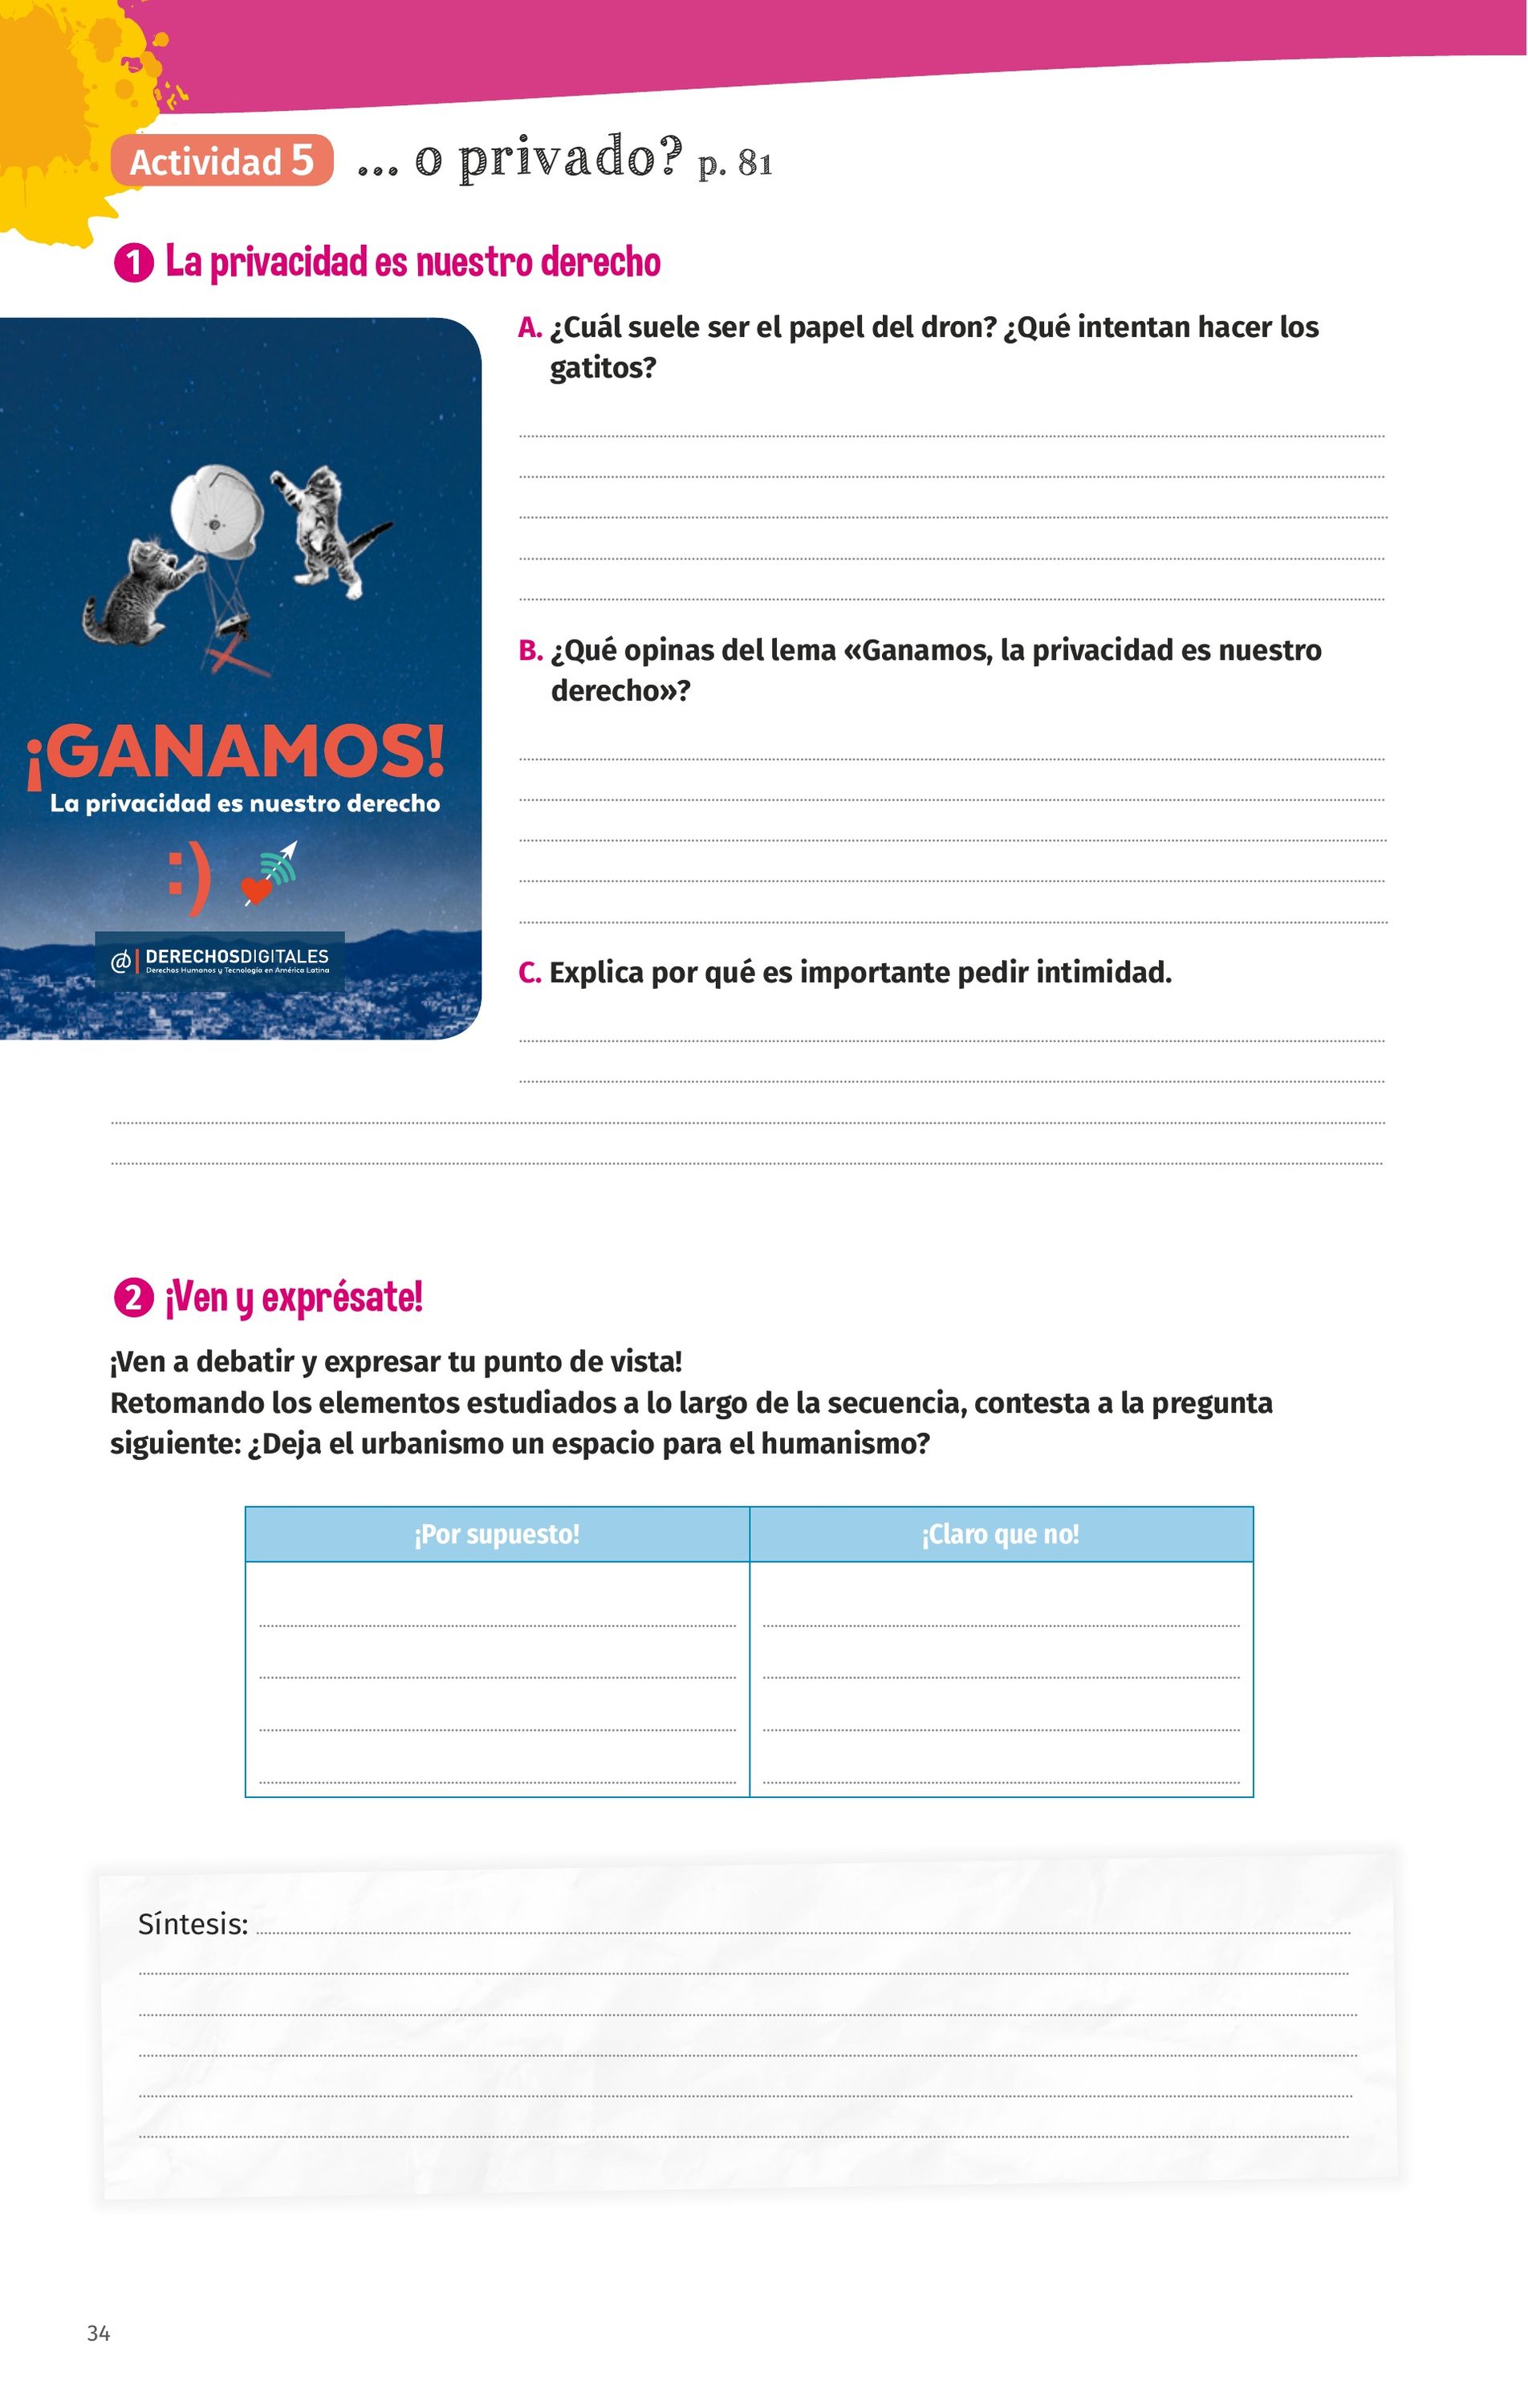 Actividad 5 ... o privado? p. 81
1 La privacidad es nuestro derecho
A. ¿Cuál suele ser el papel del dron? ¿Qué intentan hacer los
gatitos?
B. ¿Qué opinas del lema «Ganamos, la privacidad es nuestro
derecho»?
C. Explica por qué es importante pedir intimidad.
¡GANAMOS!
La privacidad es nuestro derecho
:)
@ DERECHOSDIGITALES
Derechos Humanos y Tecnología en América Latina
2 ¡Ven y exprésate!
¡Ven a debatir y expresar tu punto de vista!
Retomando los elementos estudiados a lo largo de la secuencia, contesta a la pregunta
siguiente: ¿Deja el urbanismo un espacio para el humanismo?
¡Por supuesto!
¡Claro que no!
Síntesis:
34